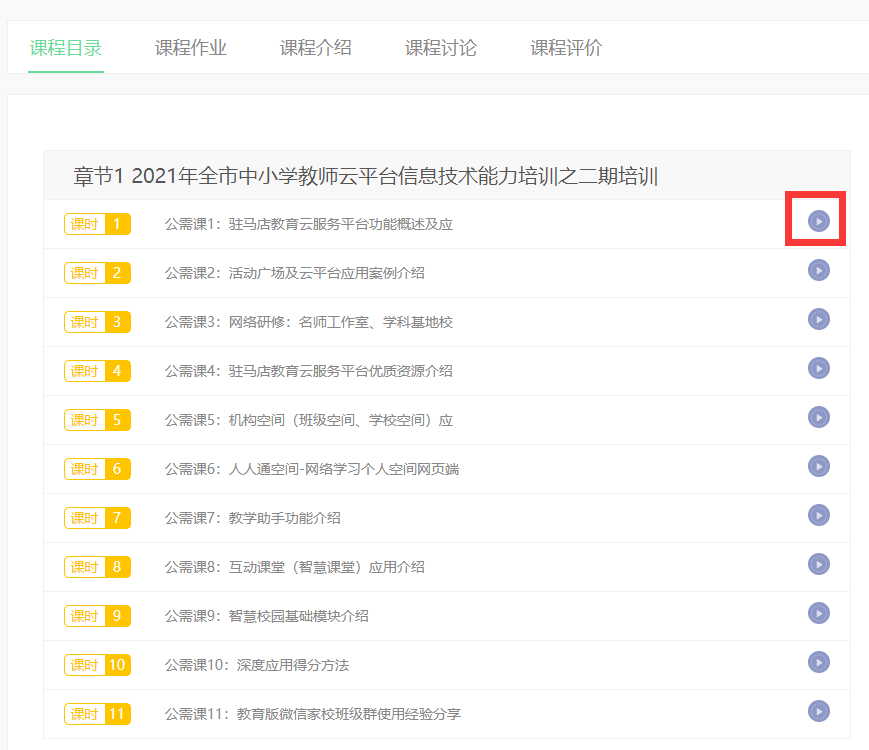 课程目录 课程作业 课程介绍 课程讨论 课程评价
章节1 2021年全市中小学教师云平台信息技术能力培训之二期培训
课时 1 公需课1：驻马店教育云服务平台功能概述及应
课时 2 公需课2：活动广场及云平台应用案例介绍
课时 3 公需课3：网络研修：名师工作室、学科基地校
课时 4 公需课4：驻马店教育云服务平台优质资源介绍
课时 5 公需课5：机构空间（班级空间、学校空间）应
课时 6 公需课6：人人通空间-网络学习个人空间网页端
课时 7 公需课7：教学助手功能介绍
课时 8 公需课8：互动课堂（智慧课堂）应用介绍
课时 9 公需课9：智慧校园基础模块介绍
课时 10 公需课10：深度应用得分方法
课时 11 公需课11：教育版微信家校班级群使用经验分享